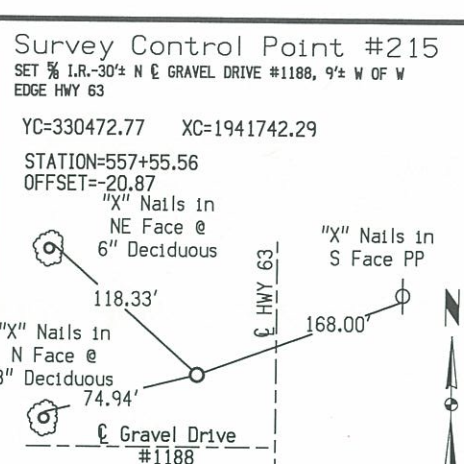 Survey Control Point #215
SET ⅝ I.R.-30'± N ℄ GRAVEL DRIVE #1188, 9'± W OF W
EDGE HWY 63
YC=330472.77 XC=1941742.29
STATION=557+55.56
OFFSET=-20.87
"X" Nails in
NE Face @
6" Deciduous
"X" Nails in
S Face PP
℄ HWY 63
118.33'
168.00'
N
"X" Nails in
N Face @
8" Deciduous
74.94'
℄ Gravel Drive
#1188